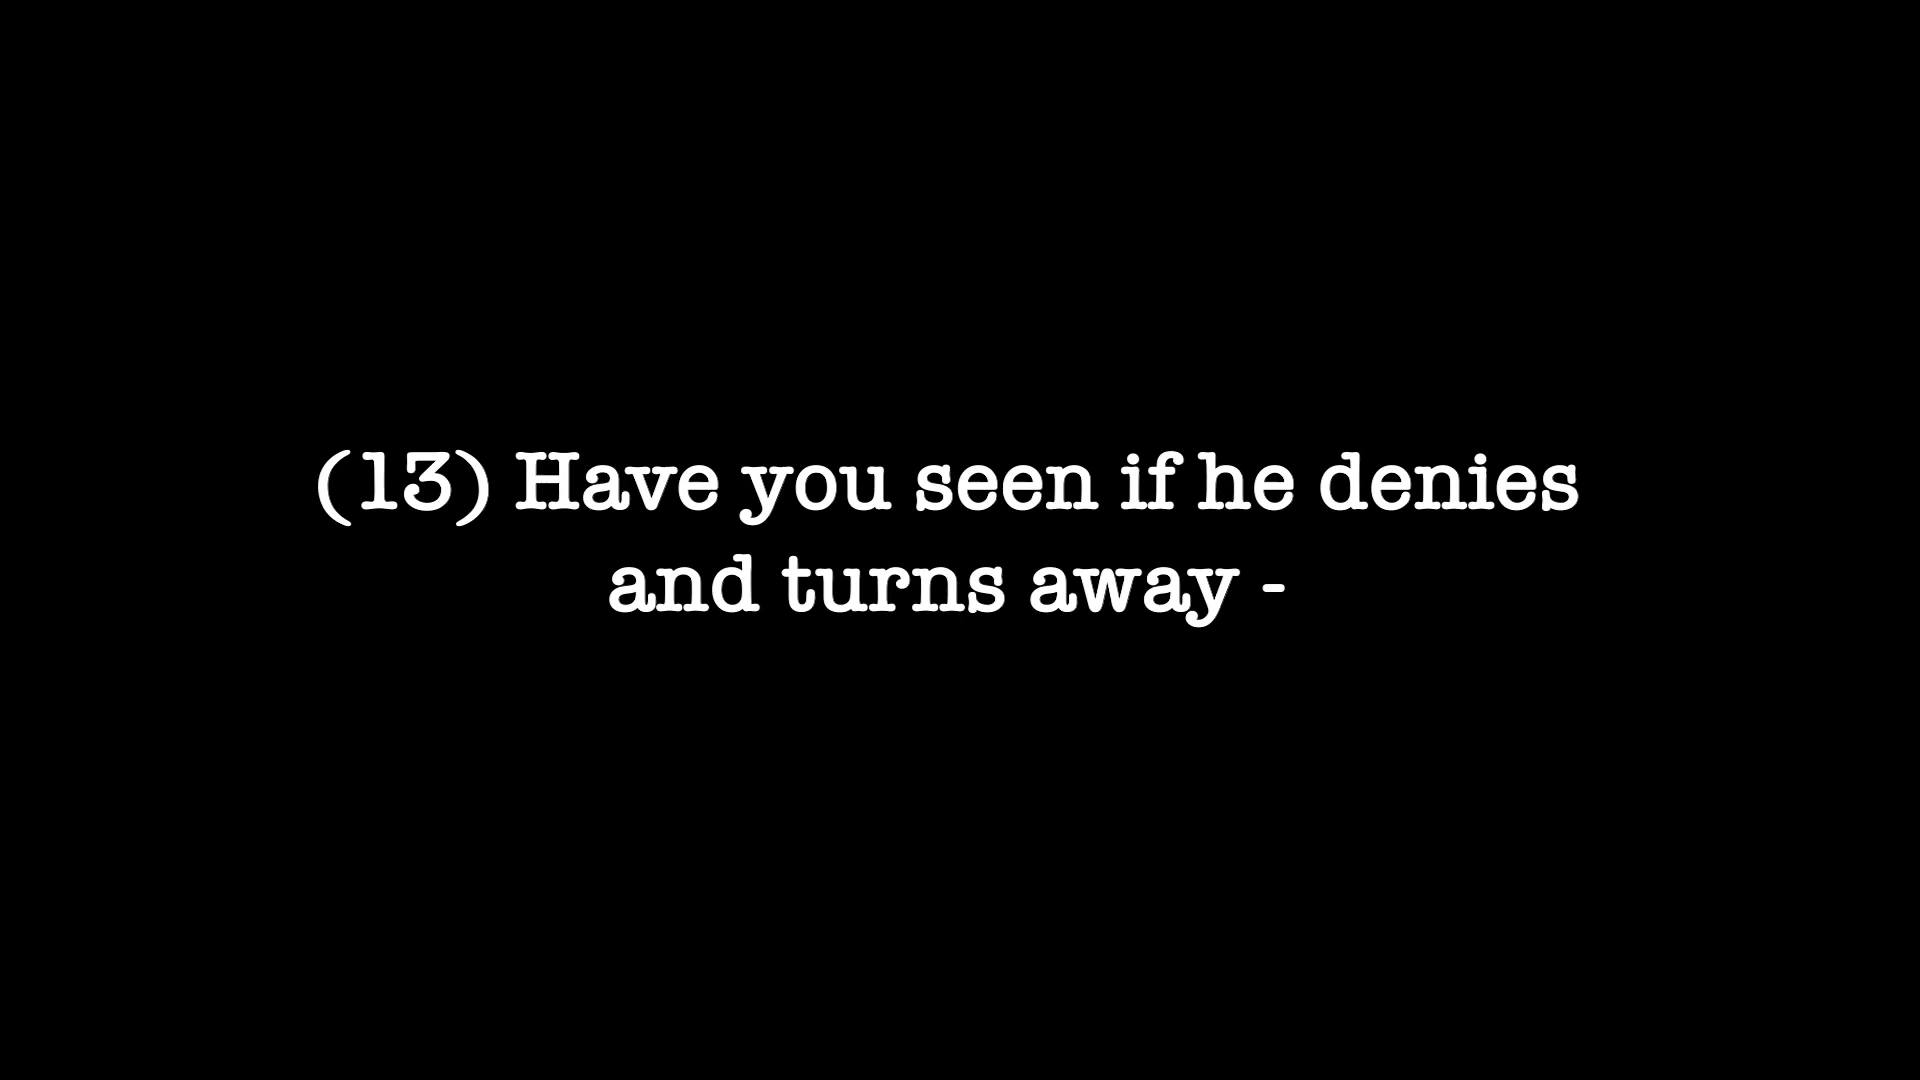 (13) Have you seen if he denies
and turns away -